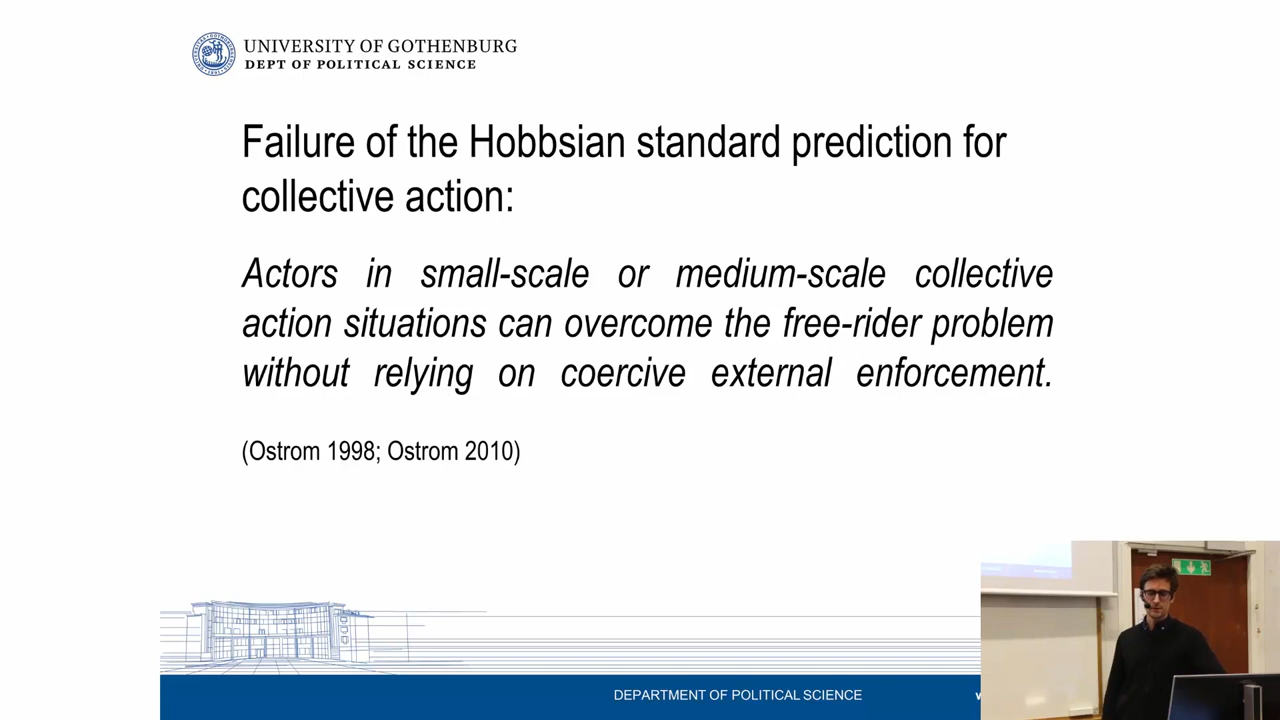 UNIVERSITY OF GOTHENBURG
DEPT OF POLITICAL SCIENCE
Failure of the Hobbsian standard prediction for
collective action:
Actors in small-scale or medium-scale collective
action situations can overcome the free-rider problem
without relying on coercive external enforcement.
(Ostrom 1998; Ostrom 2010)
DEPARTMENT OF POLITICAL SCIENCE